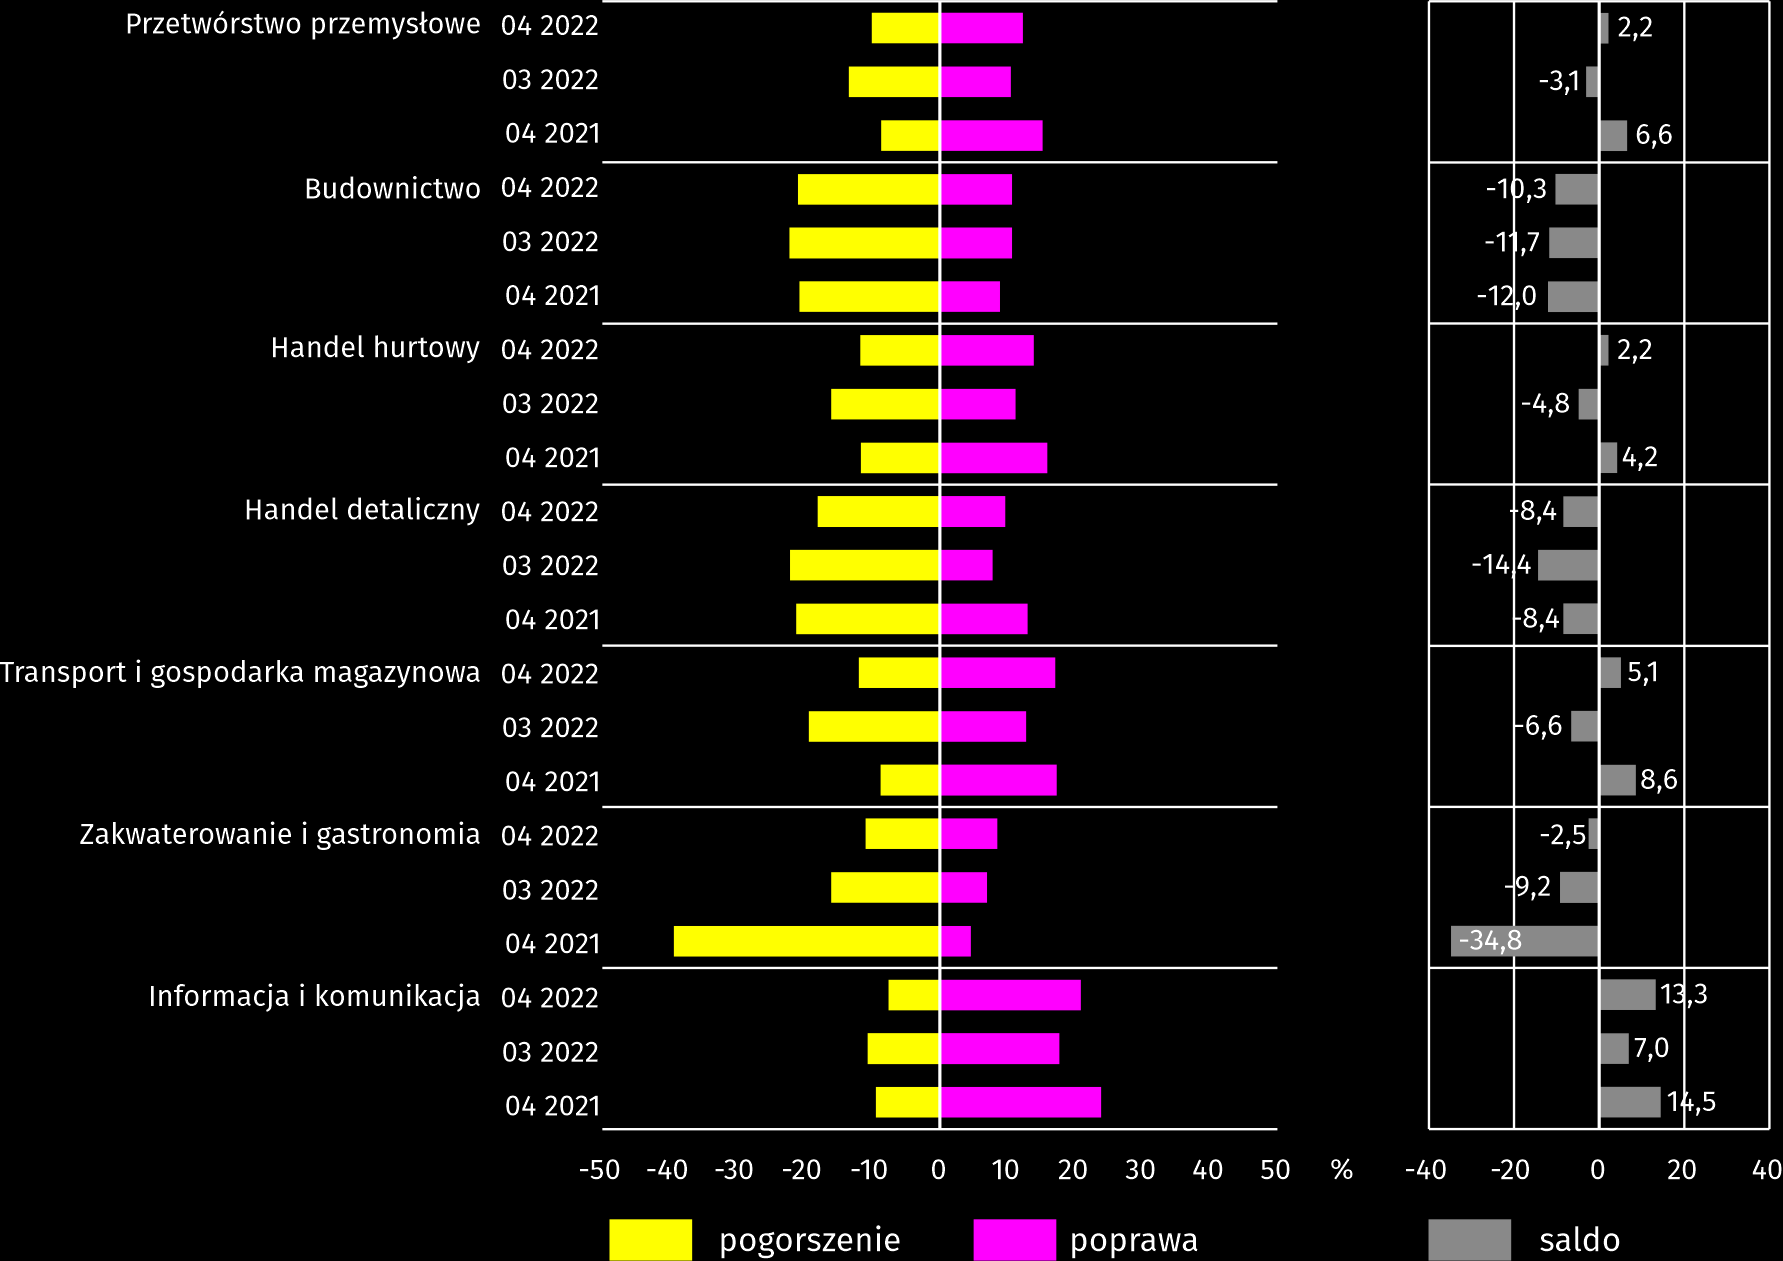 Przetwórstwo przemysłowe 04 2022 2,2
03 2022 -3,1
04 2021 6,6
Budownictwo 04 2022 -10,3
03 2022 -11,7
04 2021 -12,0
Handel hurtowy 04 2022 2,2
03 2022 -4,8
04 2021 4,2
Handel detaliczny 04 2022 -8,4
03 2022 -14,4
04 2021 -8,4
Transport i gospodarka magazynowa 04 2022 5,1
03 2022 -6,6
04 2021 8,6
Zakwaterowanie i gastronomia 04 2022 -2,5
03 2022 -9,2
04 2021 -34,8
Informacja i komunikacja 04 2022 13,3
03 2022 7,0
04 2021 14,5
-50 -40 -30 -20 -10 0 10 20 30 40 50 % -40 -20 0 20 40
pogorszenie poprawa saldo